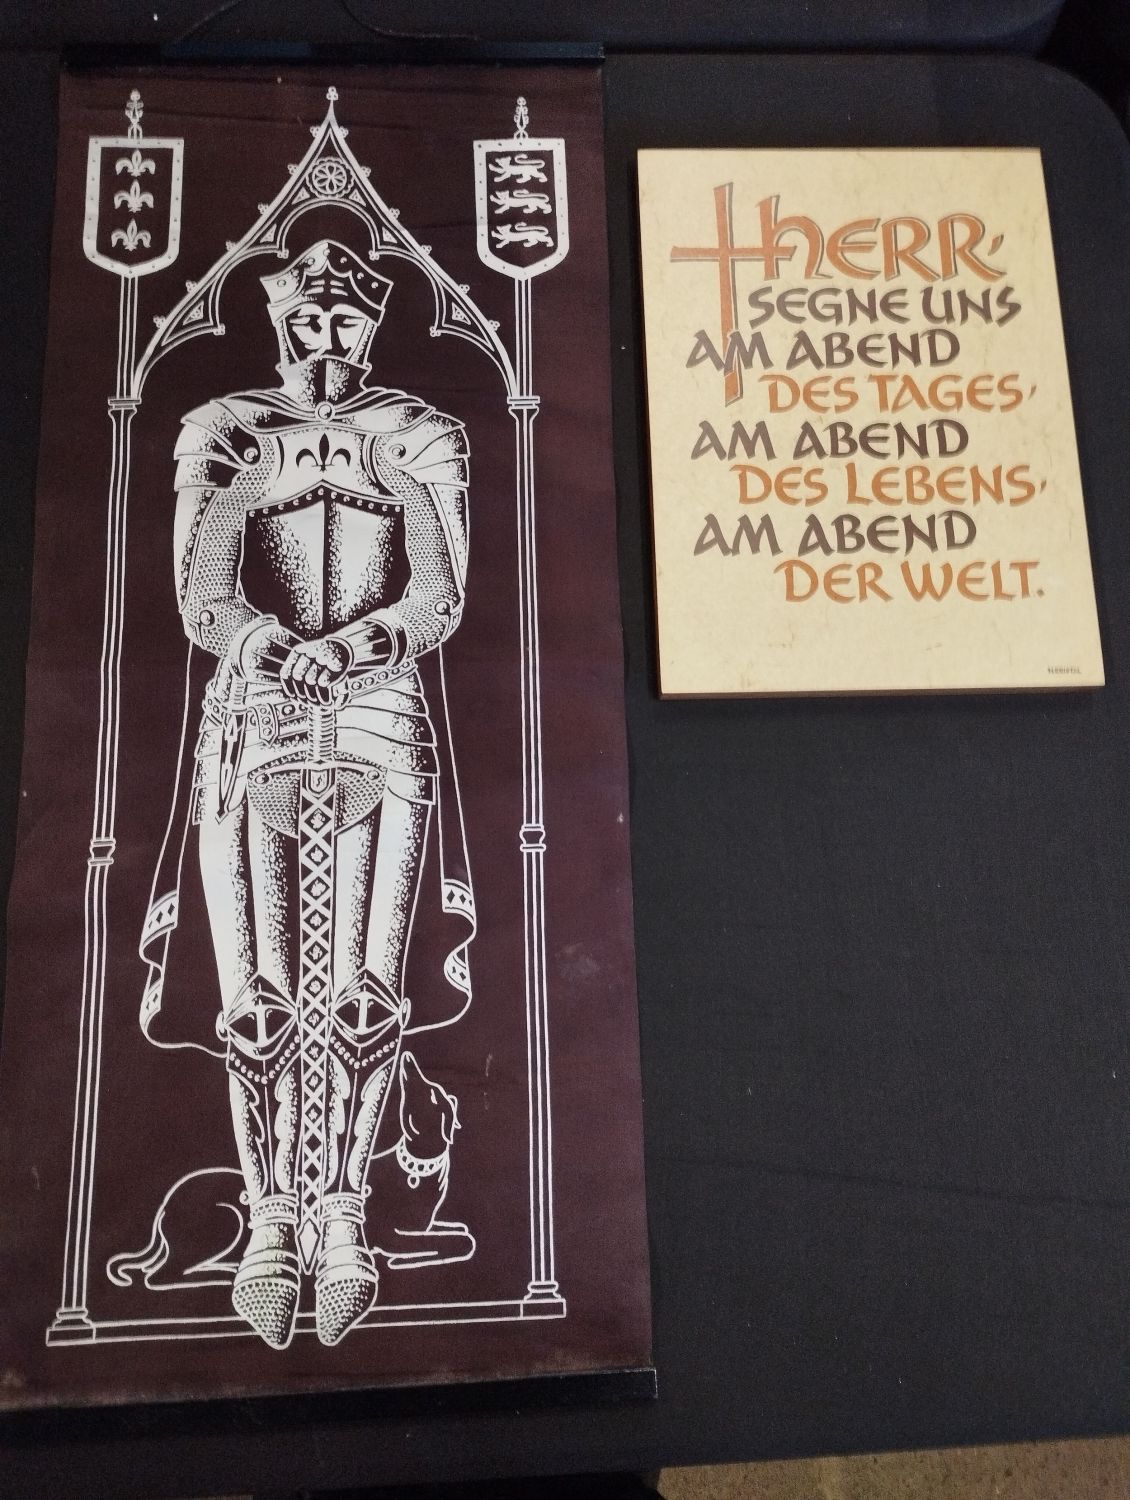 HERR,
SEGNE UNS
AM ABEND
DES TAGES,
AM ABEND
DES LEBENS,
AM ABEND
DER WELT.